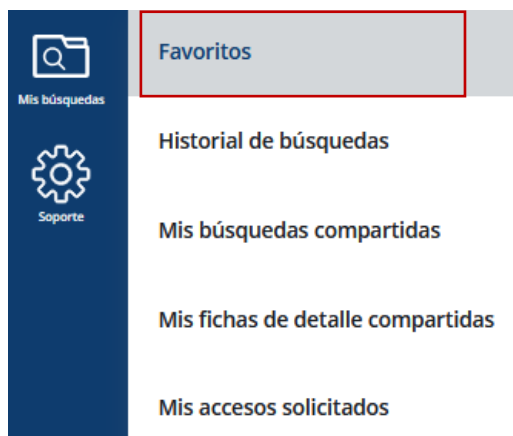 Mis búsquedas
Soporte
Favoritos
Historial de búsquedas
Mis búsquedas compartidas
Mis fichas de detalle compartidas
Mis accesos solicitados